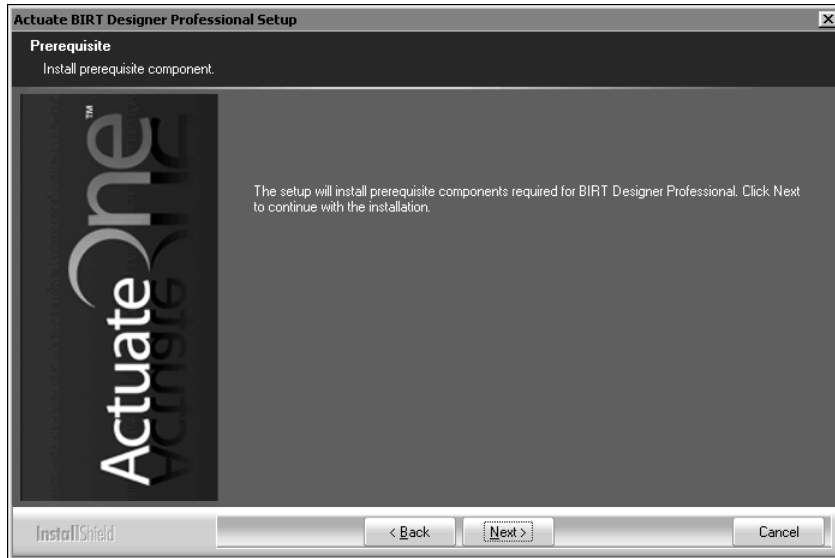 Actuate BIRT Designer Professional Setup
Prerequisite
Install prerequisite component.
ActuateOne™
The setup will install prerequisite components required for BIRT Designer Professional. Click Next
to continue with the installation.
InstallShield
< Back
Next >
Cancel